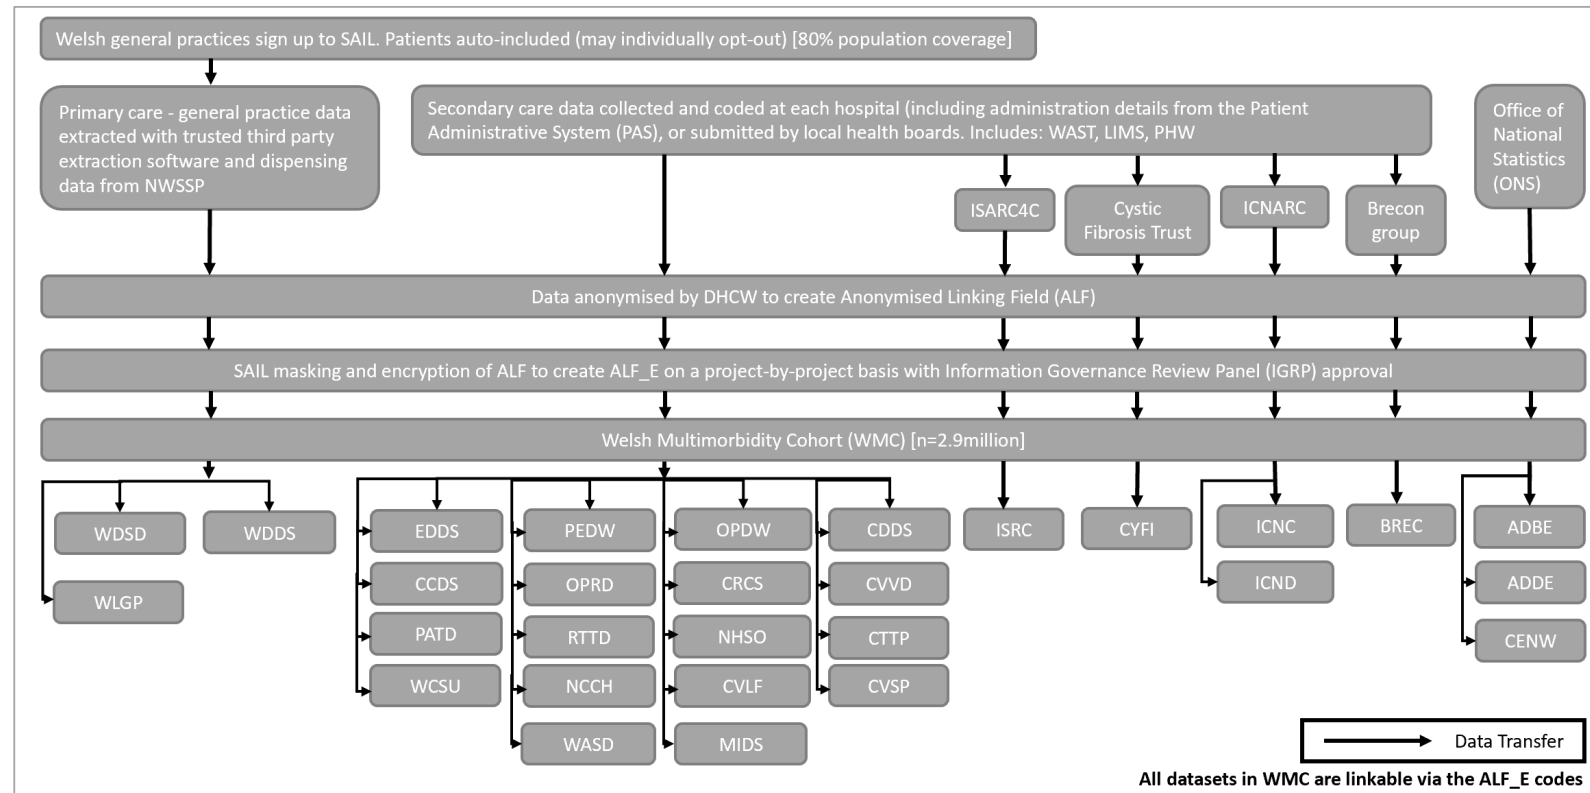 Welsh general practices sign up to SAIL. Patients auto-included (may individually opt-out) [80% population coverage]
Primary care - general practice data
extracted with trusted third party
extraction software and dispensing
data from NWSSP
Secondary care data collected and coded at each hospital (including administration details from the Patient
Administrative System (PAS), or submitted by local health boards. Includes: WAST, LIMS, PHW
Office of
National
Statistics
(ONS)
ISARC4C
Cystic
Fibrosis Trust
ICNARC
Brecon
group
Data anonymised by DHCW to create Anonymised Linking Field (ALF)
SAIL masking and encryption of ALF to create ALF_E on a project-by-project basis with Information Governance Review Panel (IGRP) approval
Welsh Multimorbidity Cohort (WMC) [n=2.9million]
WDSD
WDDS
WLGP
EDDS
CCDS
PATD
WCSU
PEDW
OPRD
RTTD
NCCH
WASD
OPDW
CRCS
NHSO
CVLF
MIDS
CDDS
CVVD
CTTP
CVSP
ISRC
CYFI
ICNC
ICND
BREC
ADBE
ADDE
CENW
Data Transfer
All datasets in WMC are linkable via the ALF_E codes